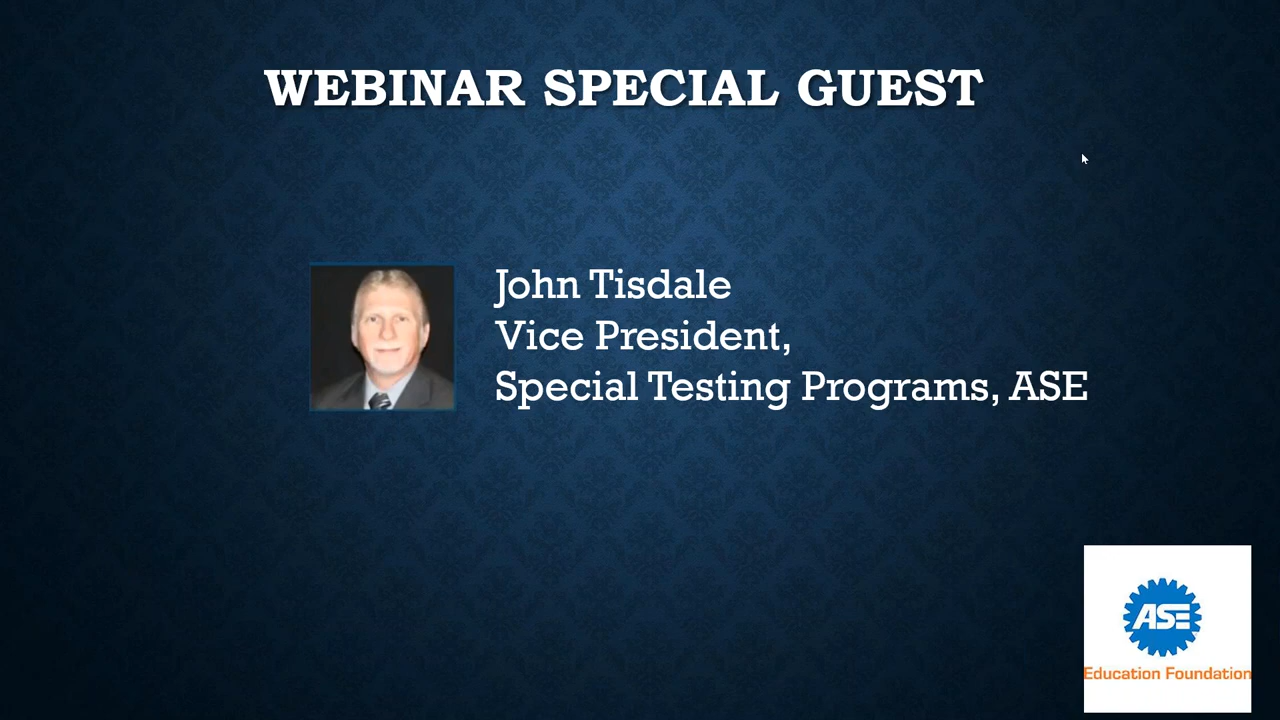 WEBINAR SPECIAL GUEST
John Tisdale
Vice President,
Special Testing Programs, ASE
ASE
Education Foundation